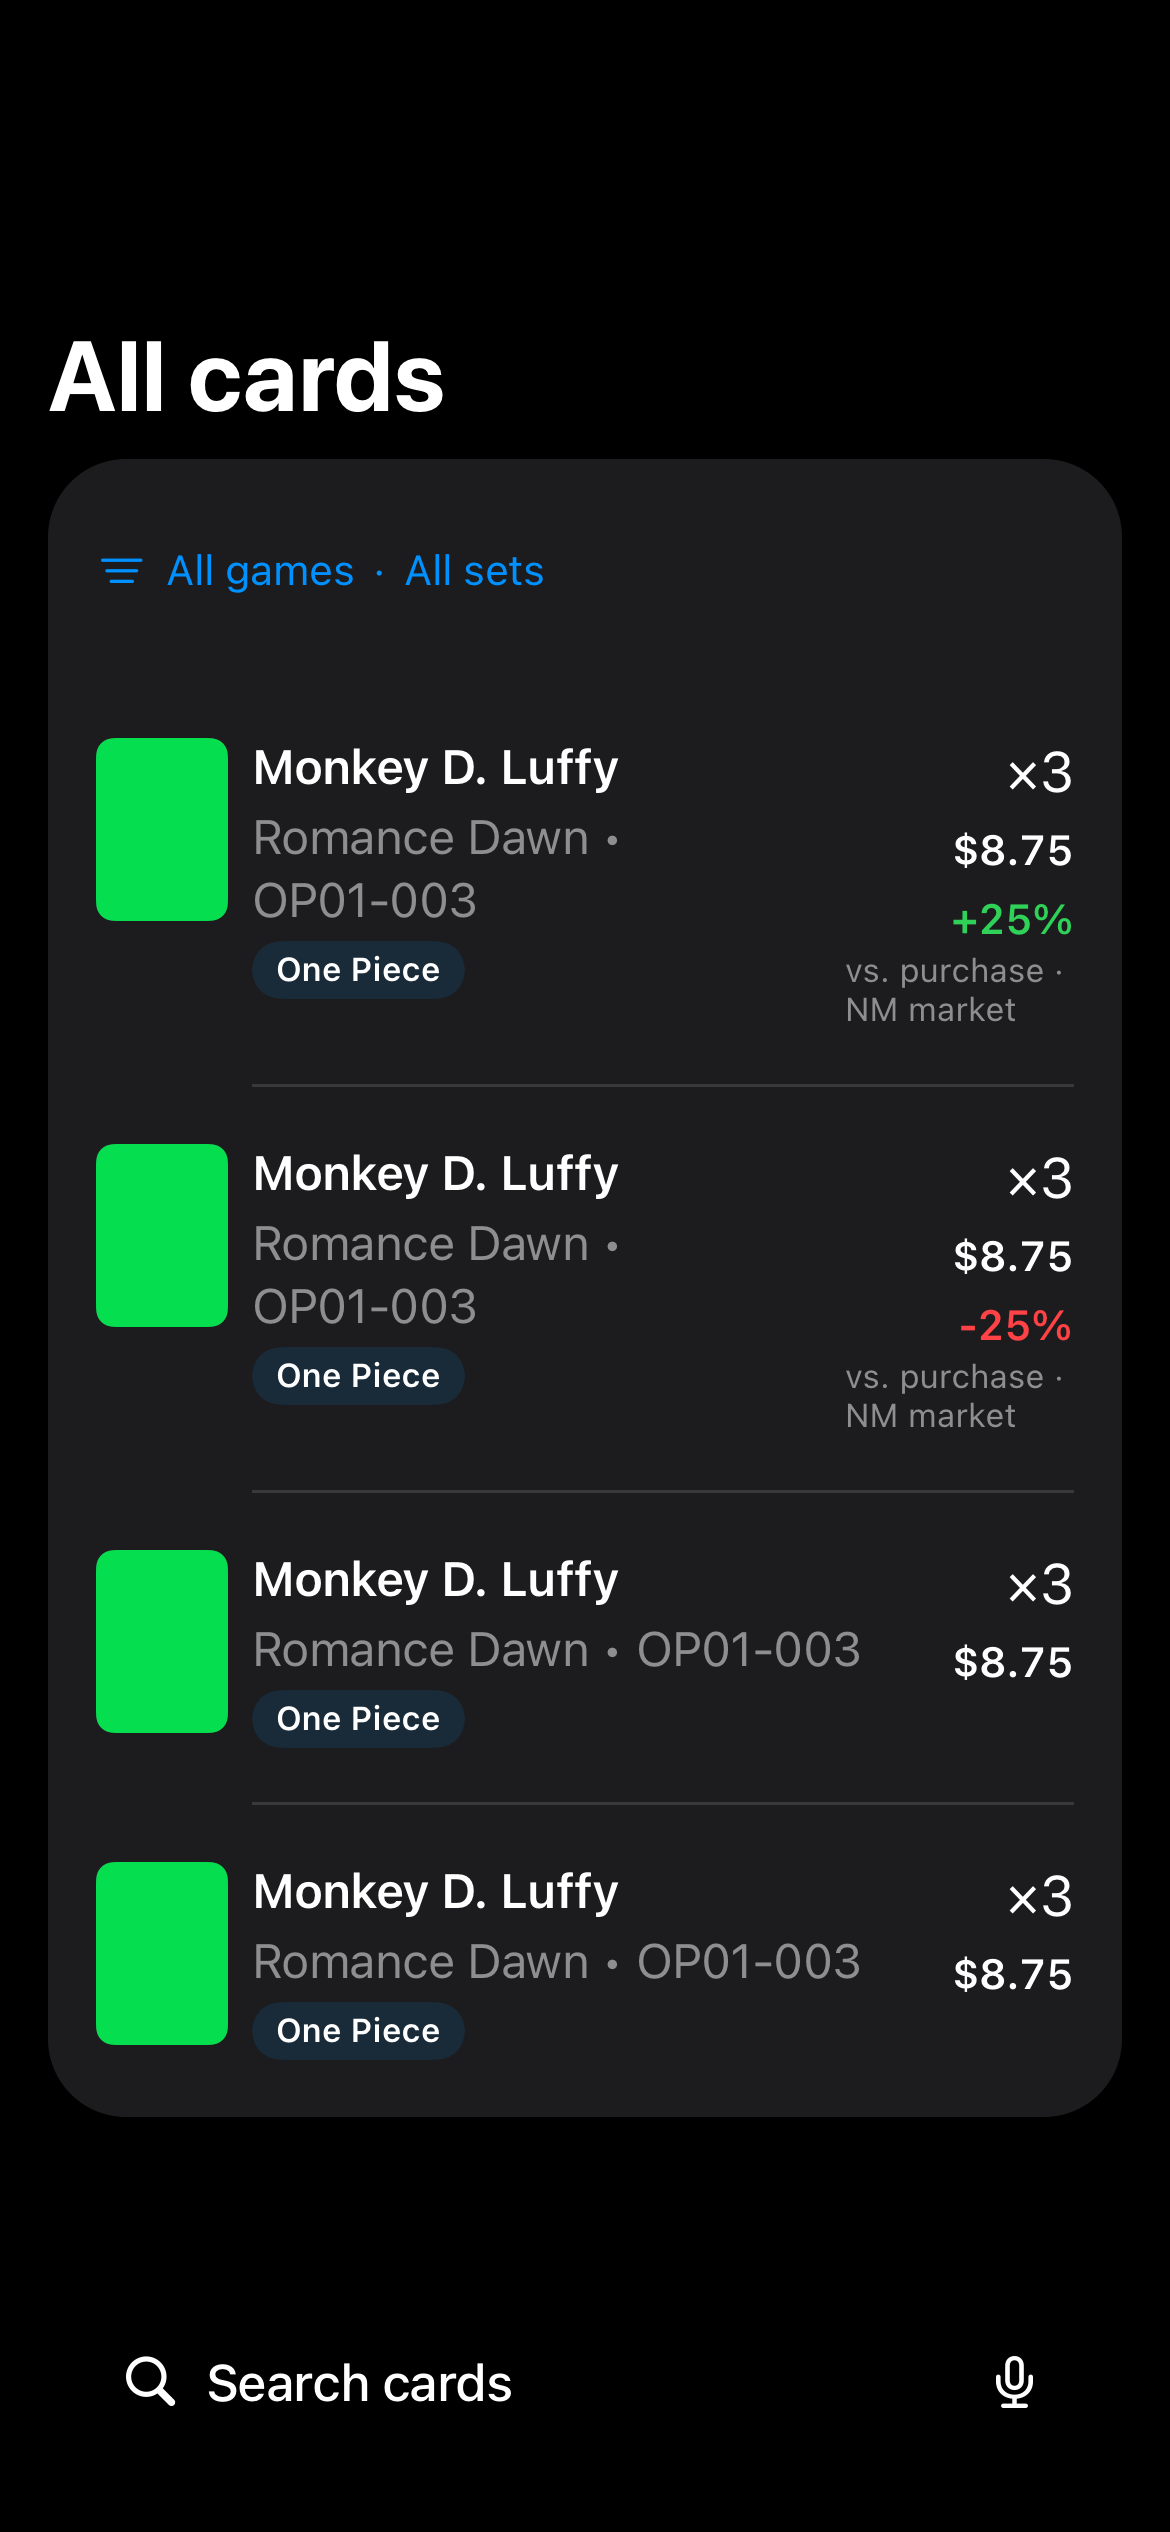 All cards
All games · All sets
Monkey D. Luffy
×3
Romance Dawn •
OP01-003
$8.75
+25%
One Piece
vs. purchase ·
NM market
Monkey D. Luffy
×3
Romance Dawn •
OP01-003
$8.75
-25%
One Piece
vs. purchase ·
NM market
Monkey D. Luffy
×3
Romance Dawn • OP01-003
$8.75
One Piece
Monkey D. Luffy
×3
Romance Dawn • OP01-003
$8.75
One Piece
Search cards